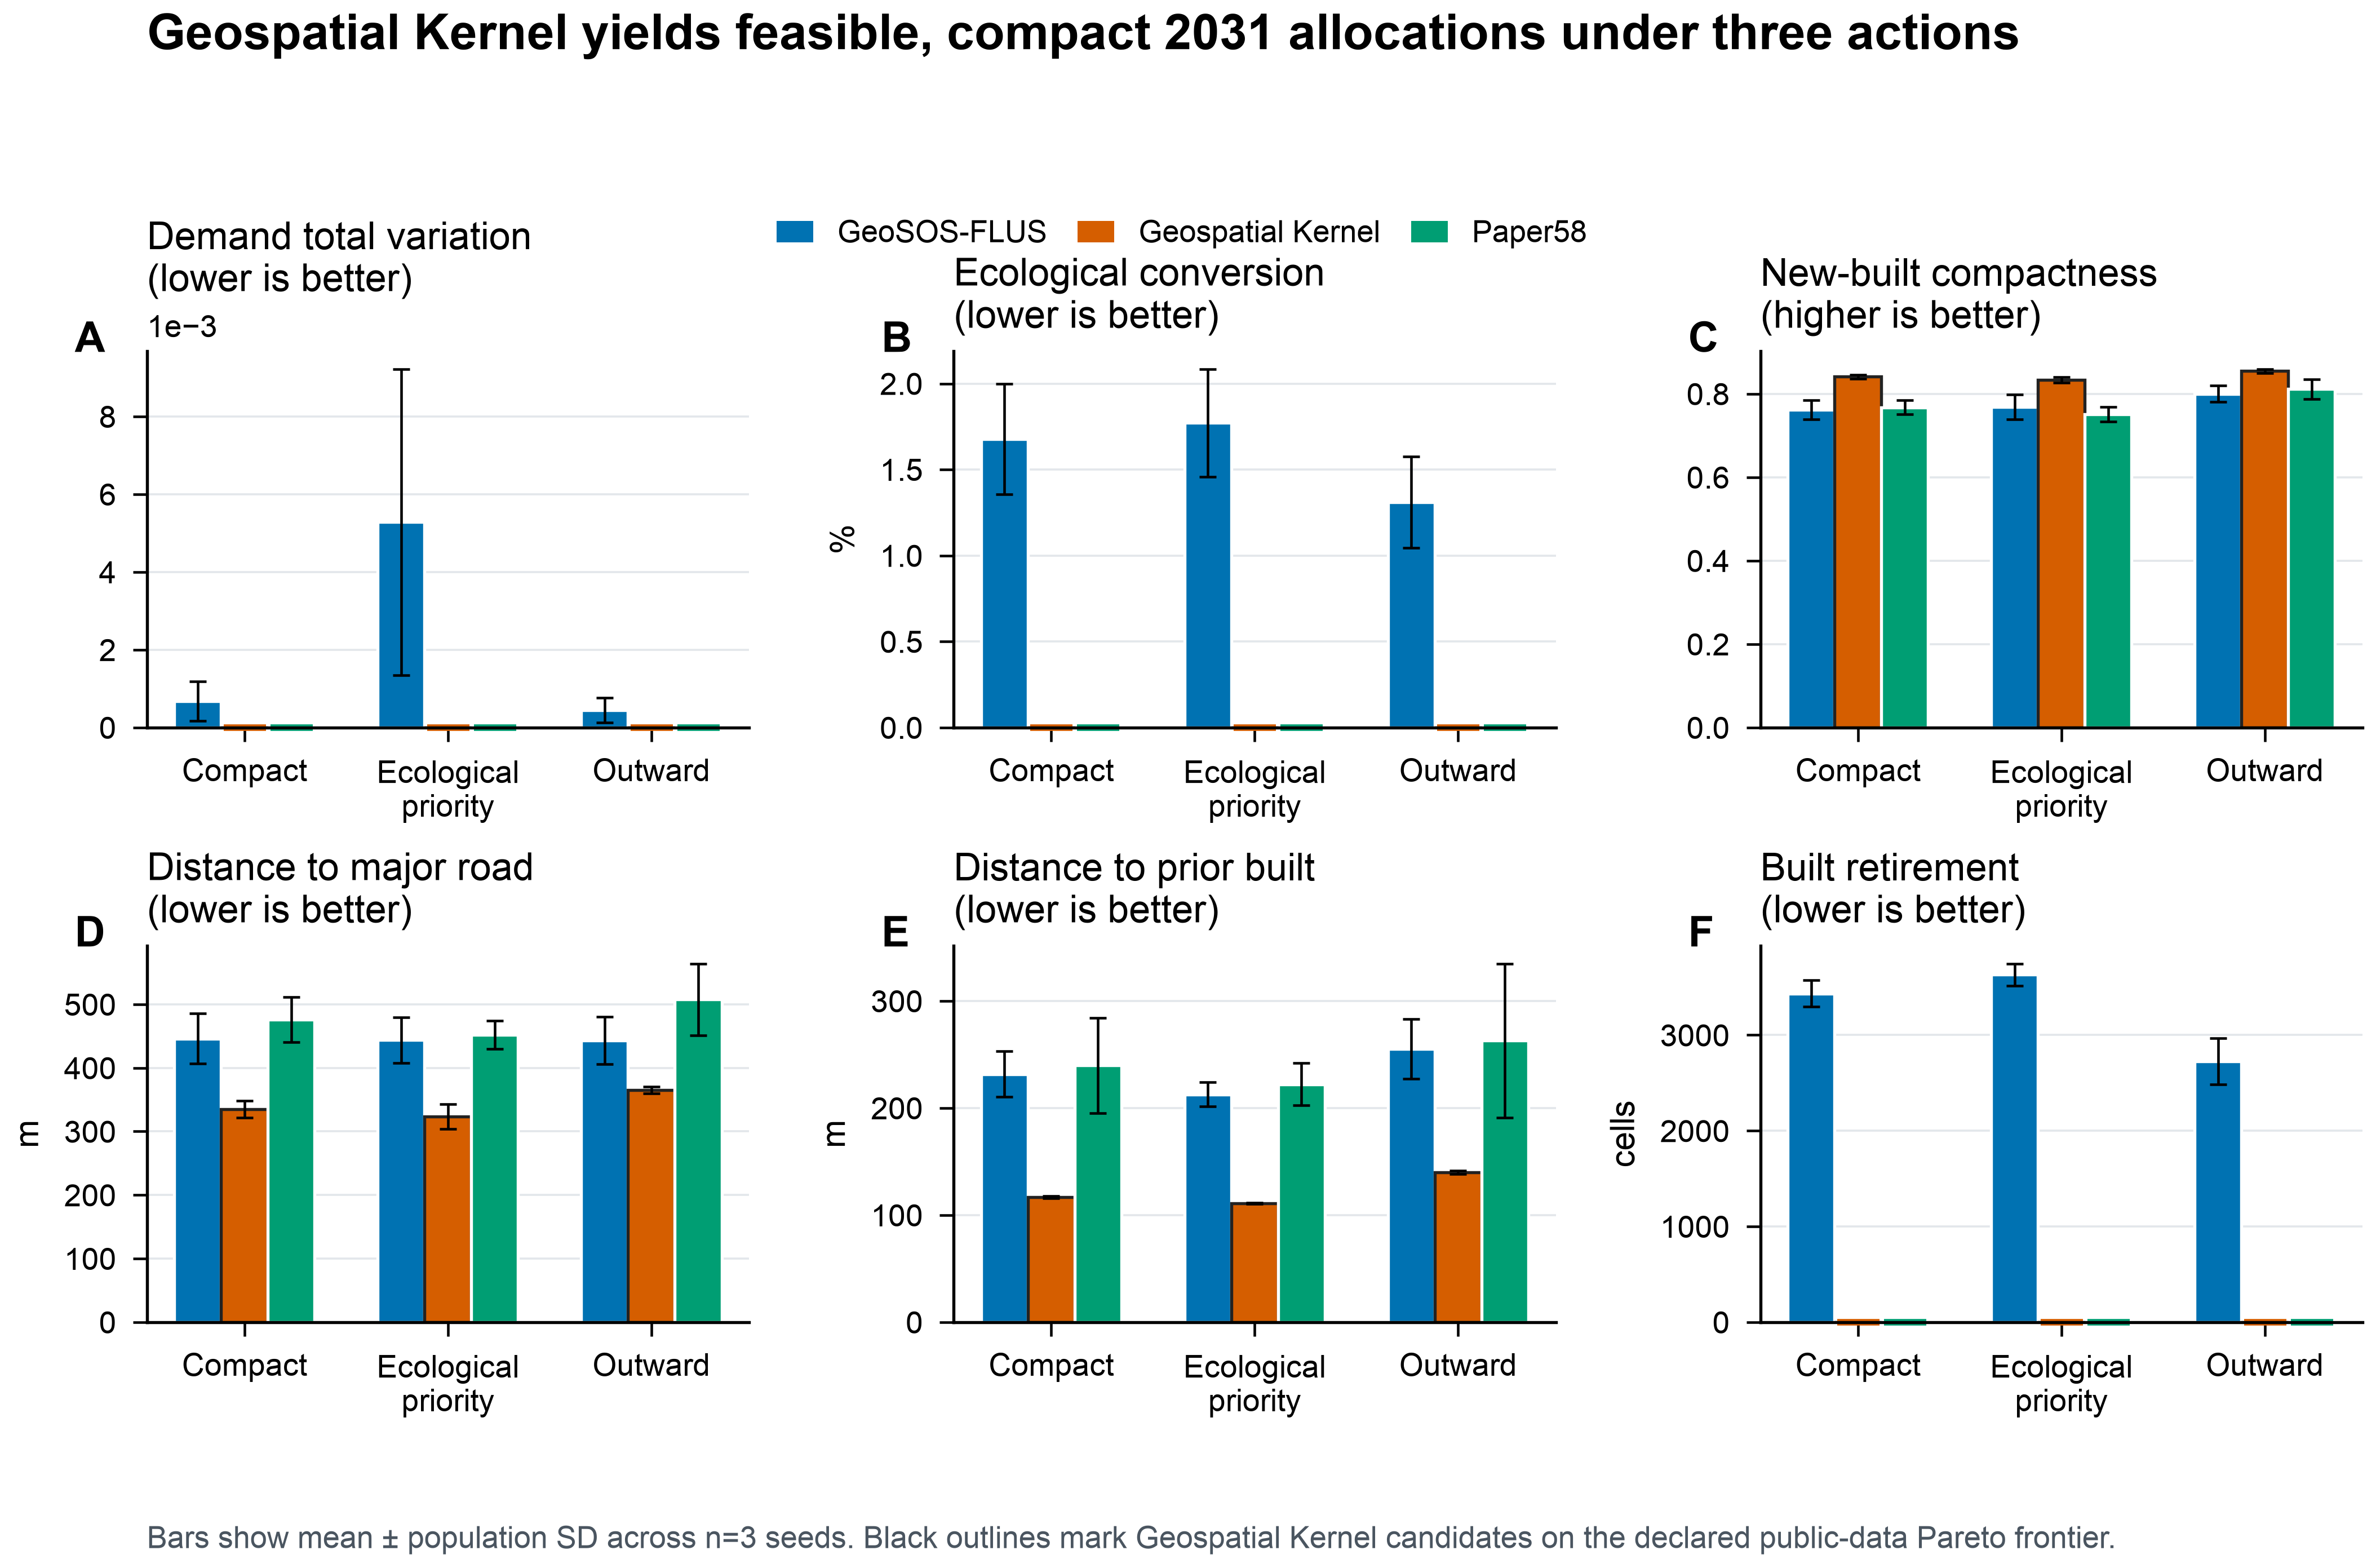 Geospatial Kernel yields feasible, compact 2031 allocations under three actions
GeoSOS-FLUS
Geospatial Kernel
Paper58
Demand total variation
(lower is better)
A
1e−3
8
6
4
2
0
Compact
Ecological
priority
Outward
Ecological conversion
(lower is better)
B
%
2.0
1.5
1.0
0.5
0.0
Compact
Ecological
priority
Outward
New-built compactness
(higher is better)
C
0.8
0.6
0.4
0.2
0.0
Compact
Ecological
priority
Outward
Distance to major road
(lower is better)
D
m
500
400
300
200
100
0
Compact
Ecological
priority
Outward
Distance to prior built
(lower is better)
E
m
300
200
100
0
Compact
Ecological
priority
Outward
Built retirement
(lower is better)
F
cells
3000
2000
1000
0
Compact
Ecological
priority
Outward
Bars show mean ± population SD across n=3 seeds. Black outlines mark Geospatial Kernel candidates on the declared public-data Pareto frontier.